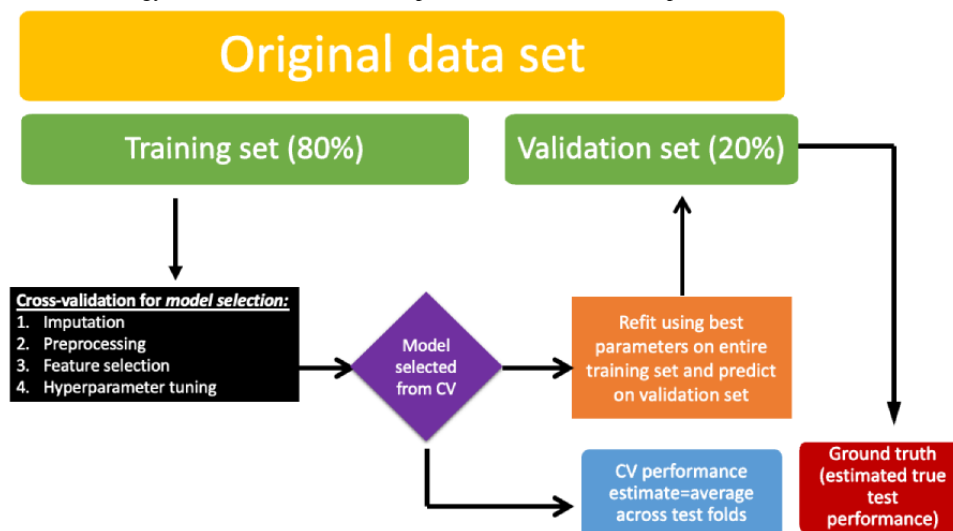 Original data set
Training set (80%)
Validation set (20%)
Cross-validation for model selection:
1. Imputation
2. Preprocessing
3. Feature selection
4. Hyperparameter tuning
Model
selected
from CV
Refit using best
parameters on entire
training set and predict
on validation set
CV performance
estimate=average
across test folds
Ground truth
(estimated true
test
performance)